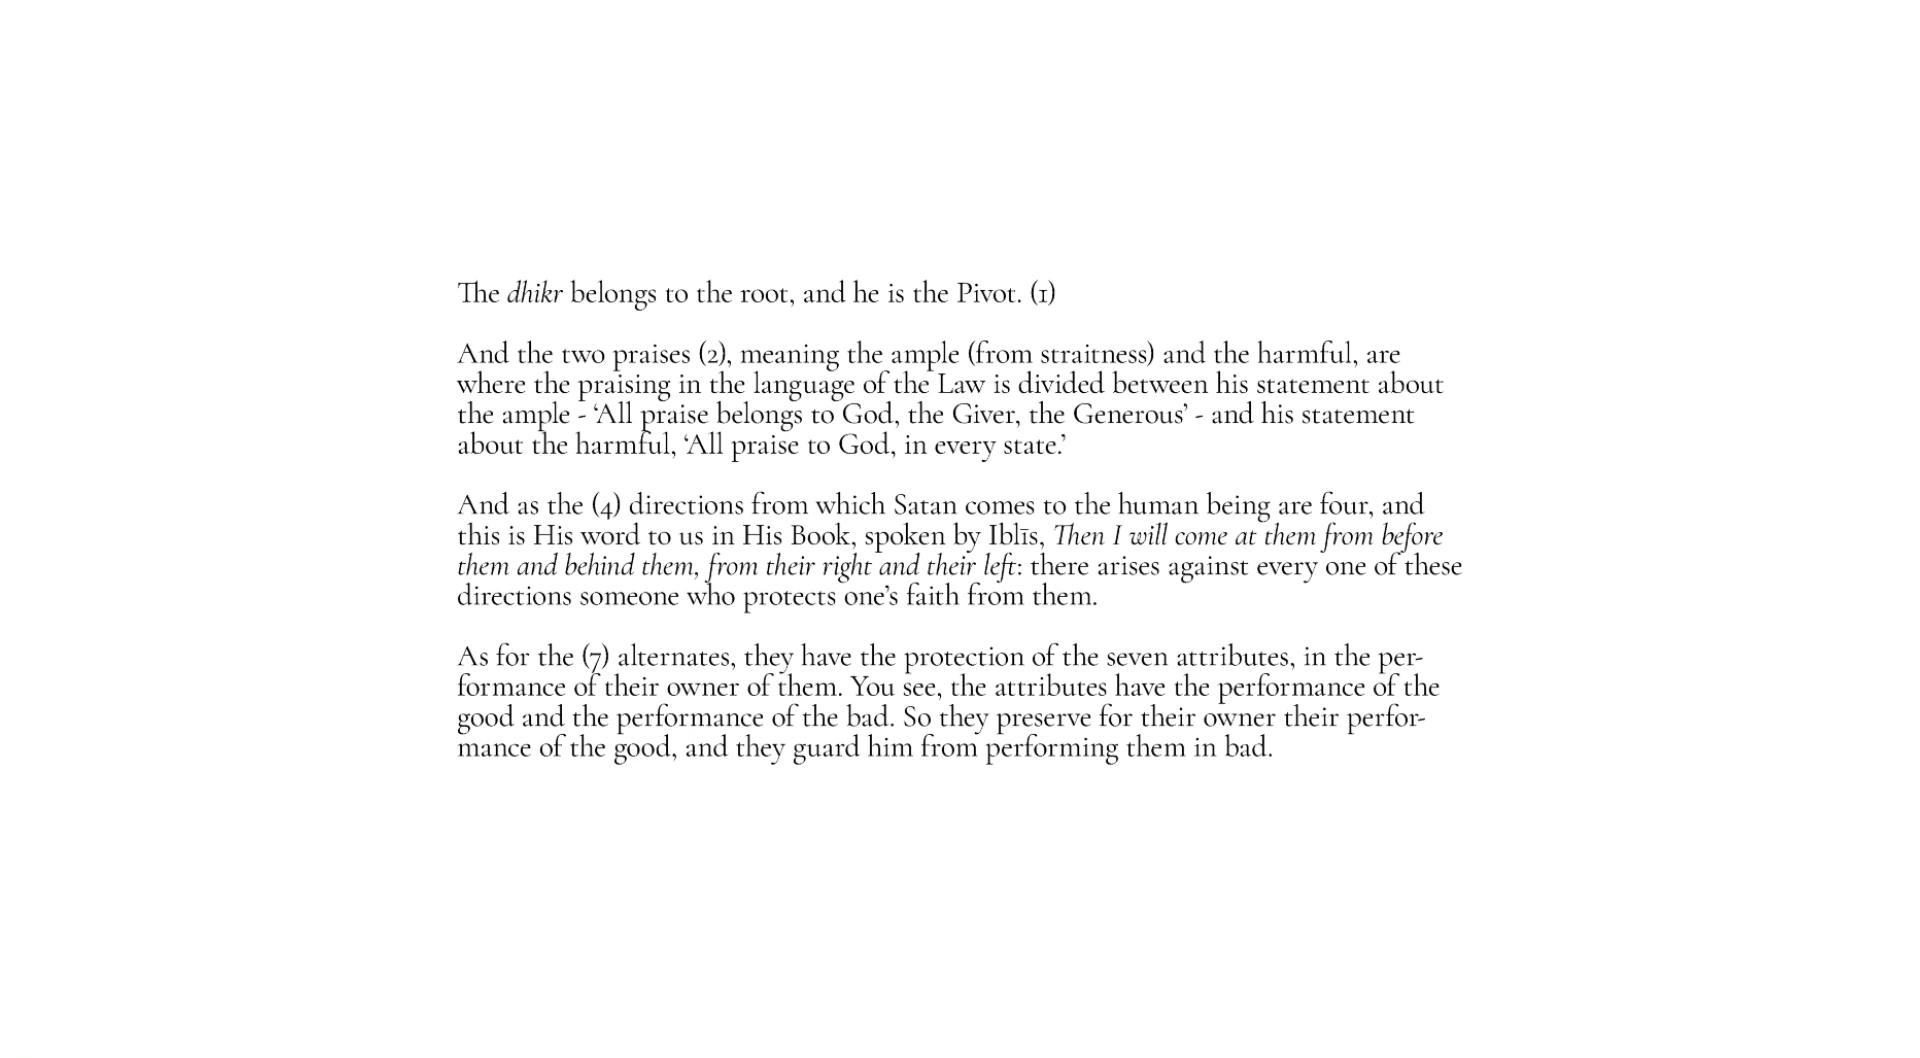 The dhikr belongs to the root, and he is the Pivot. (1)
And the two praises (2), meaning the ample (from straitness) and the harmful, are
where the praising in the language of the Law is divided between his statement about
the ample - ‘All praise belongs to God, the Giver, the Generous’ - and his statement
about the harmful, ‘All praise to God, in every state.’
And as the (4) directions from which Satan comes to the human being are four, and
this is His word to us in His Book, spoken by Iblīs, Then I will come at them from before
them and behind them, from their right and their left: there arises against every one of these
directions someone who protects one’s faith from them.
As for the (7) alternates, they have the protection of the seven attributes, in the per-
formance of their owner of them. You see, the attributes have the performance of the
good and the performance of the bad. So they preserve for their owner their perfor-
mance of the good, and they guard him from performing them in bad.